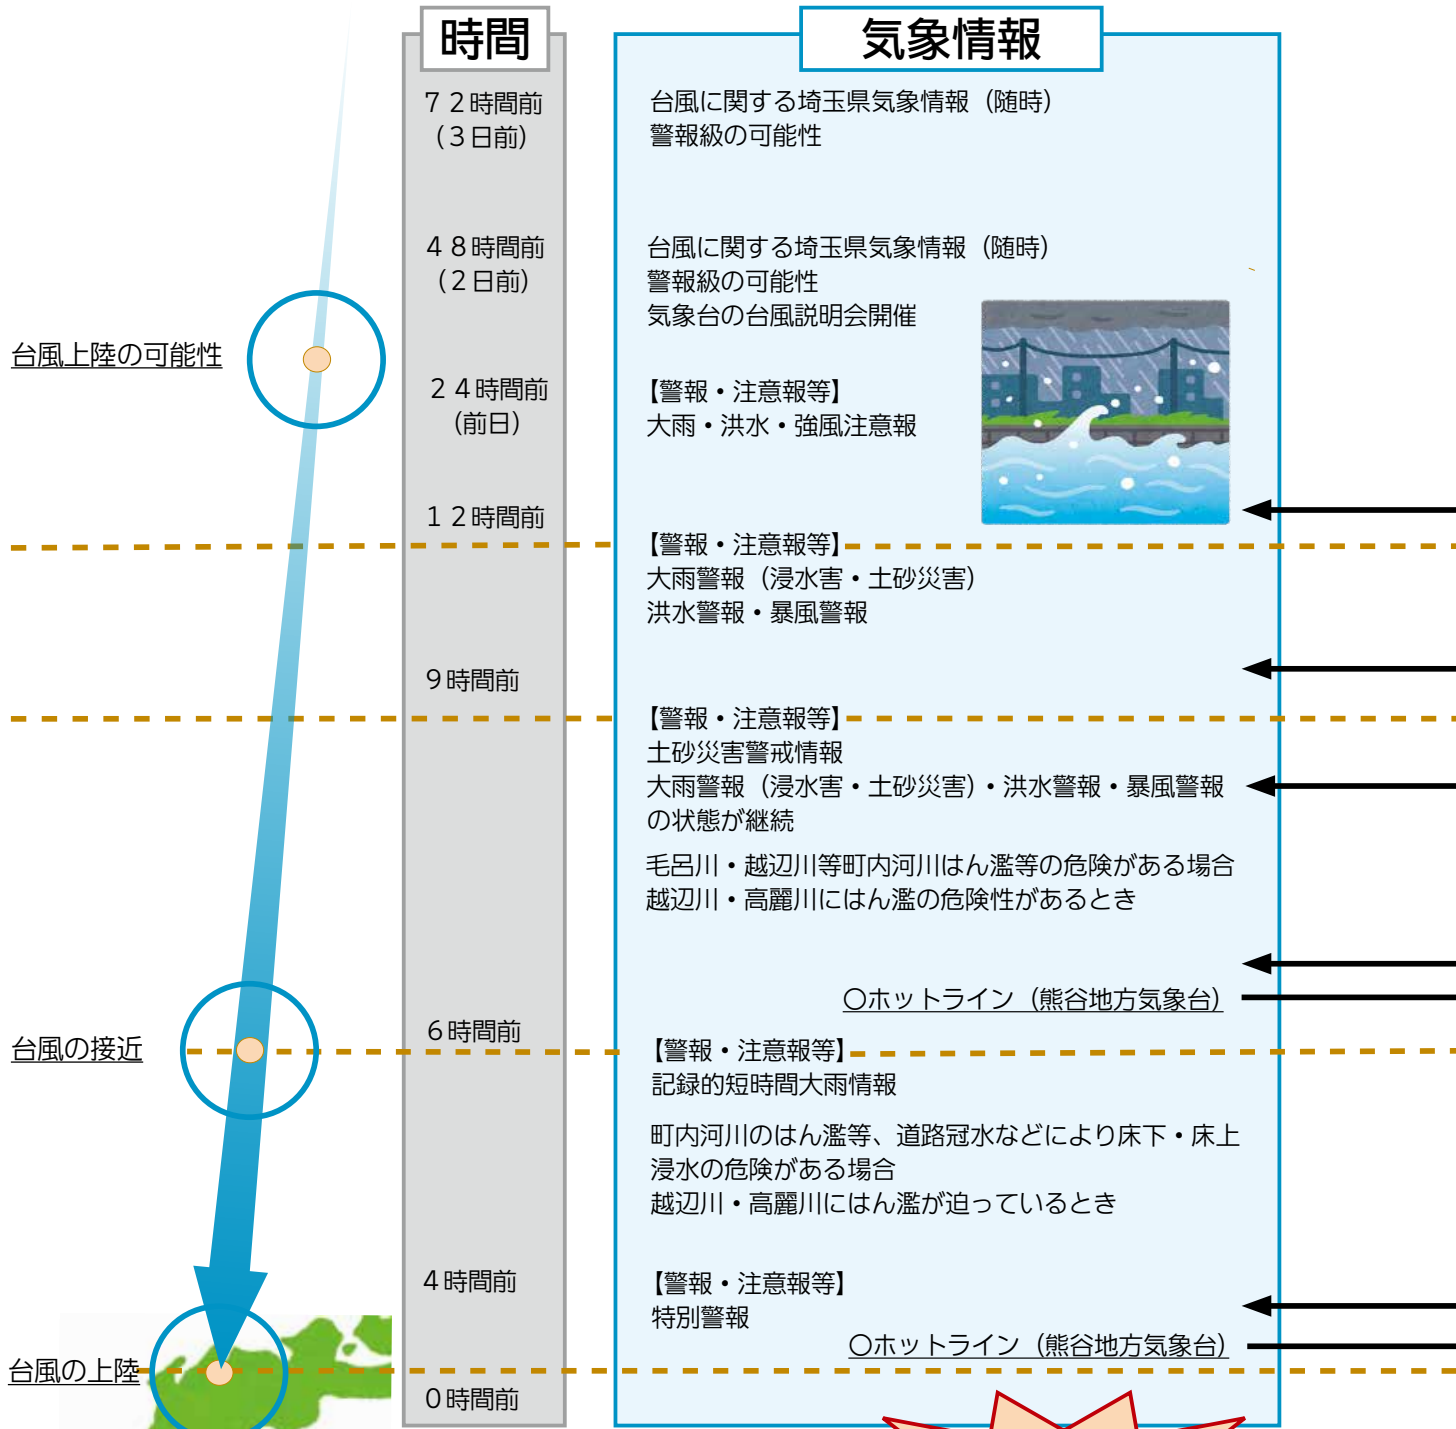 時間
気象情報
７２時間前
（３日前）
台風に関する埼玉県気象情報（随時）
警報級の可能性
４８時間前
（２日前）
台風に関する埼玉県気象情報（随時）
警報級の可能性
気象台の台風説明会開催
台風上陸の可能性
２４時間前
（前日）
【警報・注意報等】
大雨・洪水・強風注意報
１２時間前
【警報・注意報等】
大雨警報（浸水害・土砂災害）
洪水警報・暴風警報
９時間前
【警報・注意報等】
土砂災害警戒情報
大雨警報（浸水害・土砂災害）・洪水警報・暴風警報
の状態が継続
毛呂川・越辺川等町内河川はん濫等の危険がある場合
越辺川・高麗川にはん濫の危険性があるとき
〇ホットライン（熊谷地方気象台）
台風の接近
６時間前
【警報・注意報等】
記録的短時間大雨情報
町内河川のはん濫等、道路冠水などにより床下・床上
浸水の危険がある場合
越辺川・高麗川にはん濫が迫っているとき
４時間前
【警報・注意報等】
特別警報
〇ホットライン（熊谷地方気象台）
台風の上陸
０時間前